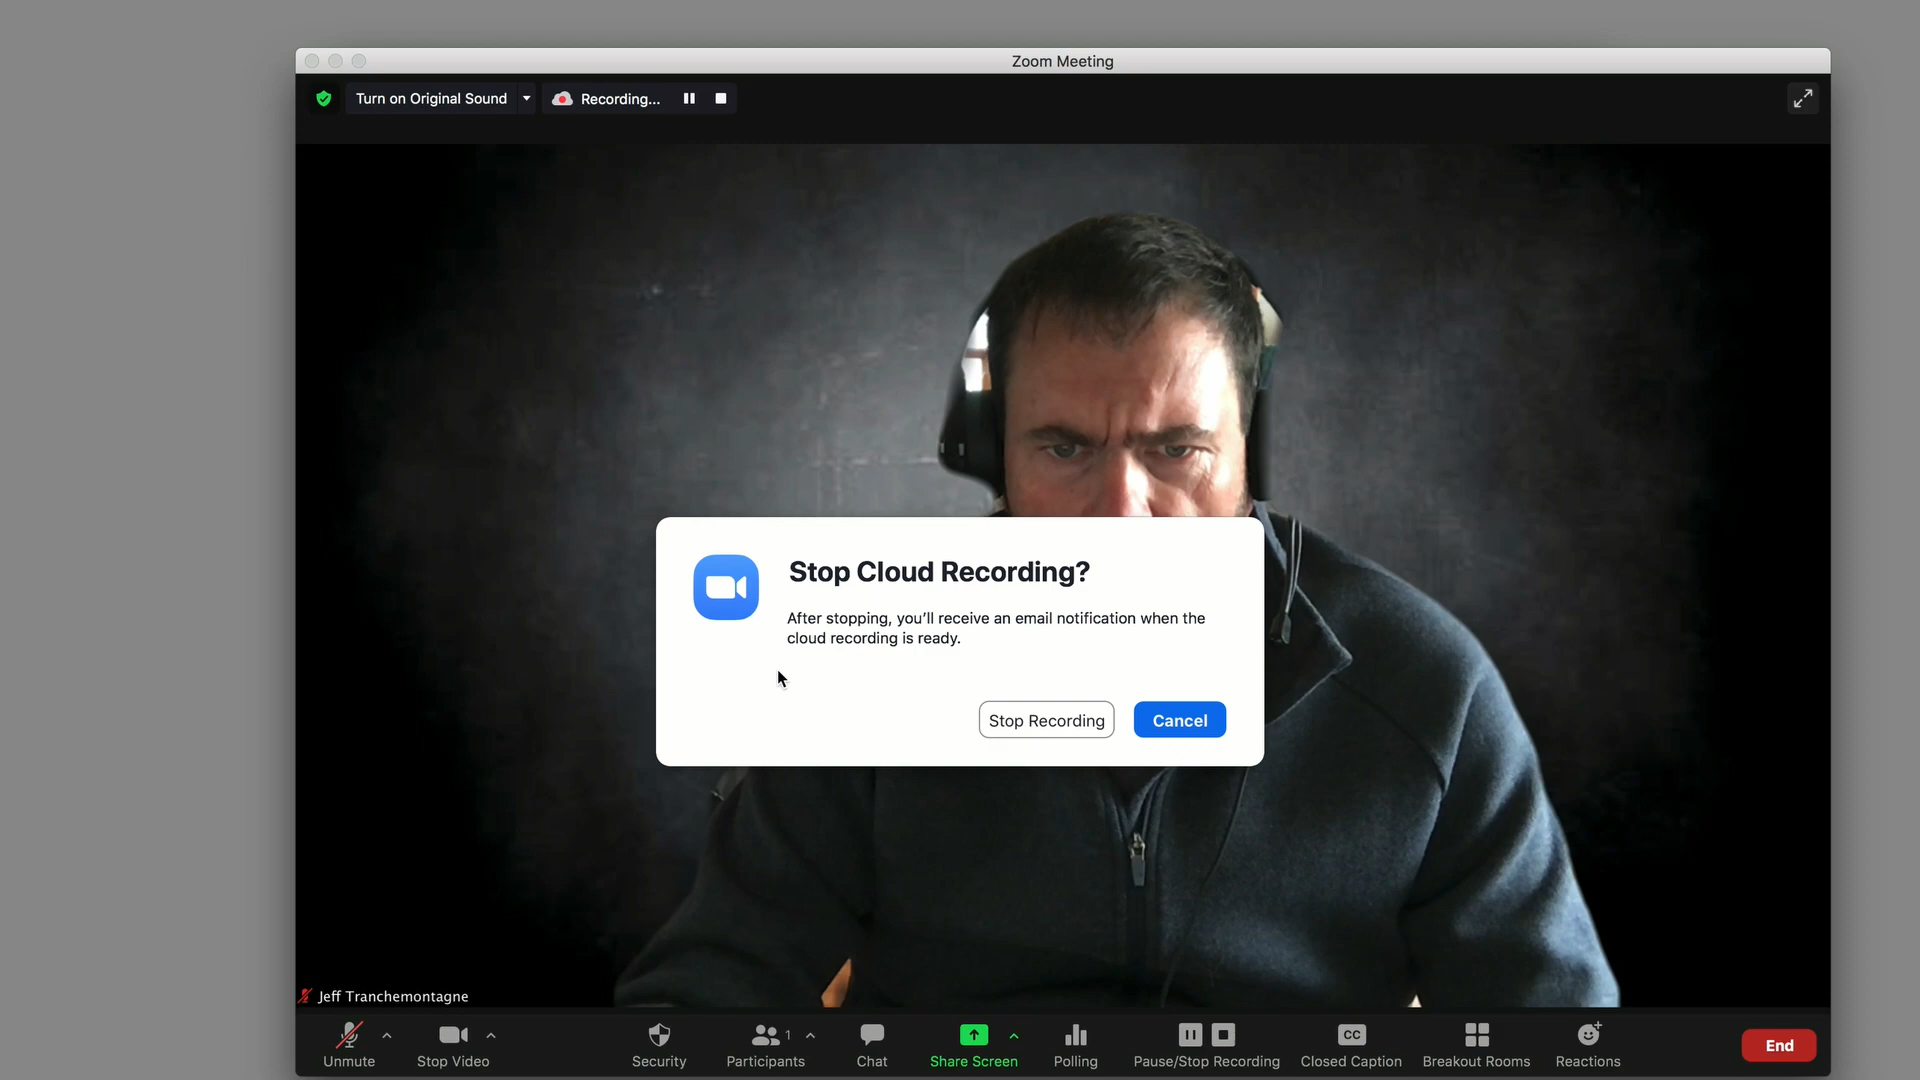 Zoom Meeting
Turn on Original Sound
Recording...
Stop Cloud Recording?
After stopping, you'll receive an email notification when the
cloud recording is ready.
Stop Recording
Cancel
Jeff Tranchemontagne
1
CC
Unmute
Stop Video
Security
Participants
Chat
Share Screen
Polling
Pause/Stop Recording
Closed Caption
Breakout Rooms
Reactions
End